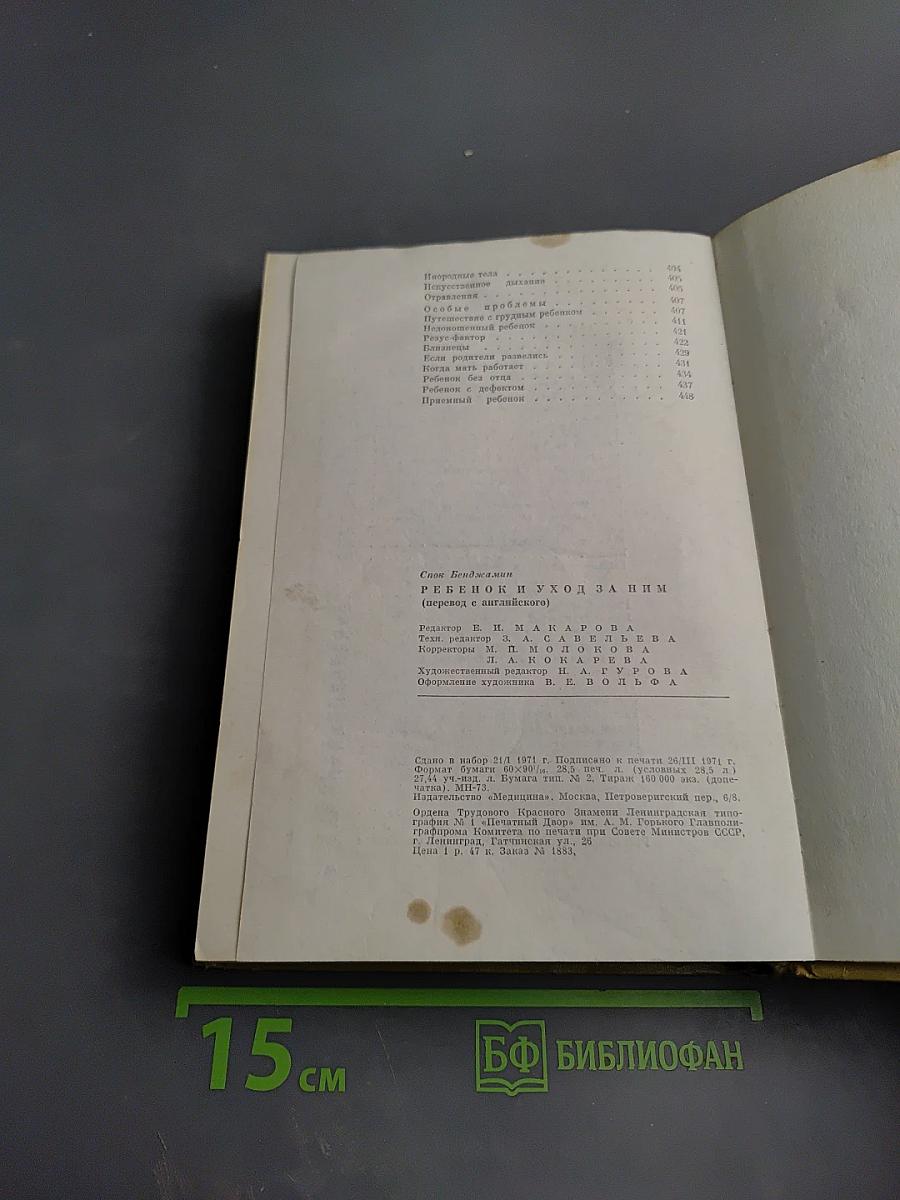 Инородные тела . . . . . . . . . . . . . 404
Искусственное дыхание . . . . . . . . . . 405
Отравления . . . . . . . . . . . . . . . 406
Особые проблемы . . . . . . . . . . . . 407
Путешествие с грудным ребенком . . . . . . 407
Недоношенный ребенок . . . . . . . . . . 411
Резус-фактор . . . . . . . . . . . . . . 421
Близнецы . . . . . . . . . . . . . . . 422
Если родители развелись . . . . . . . . . 429
Когда мать работает . . . . . . . . . . . 431
Ребенок без отца . . . . . . . . . . . . 434
Ребенок с дефектом . . . . . . . . . . . 437
Приемный ребенок . . . . . . . . . . . . 448
Спок Бенджамин
РЕБЕНОК И УХОД ЗА НИМ
(перевод с английского)
Редактор Е. И. МАКАРОВА
Техн. редактор З. А. САВЕЛЬЕВА
Корректоры М. П. МОЛОКОВА
Л. А. КОКАРЕВА
Художественный редактор Н. А. ГУРОВА
Оформление художника В. Е. ВОЛЬФА
Сдано в набор 21/I 1971 г. Подписано к печати 26/III 1971 г.
Формат бумаги 60×90¹/₁₆. 28,5 печ. л. (условных 28,5 л.)
27,44 уч.-изд. л. Бумага тип. № 2. Тираж 160 000 экз. (допе-
чатка). МН-73.
Издательство «Медицина». Москва, Петроверигский пер., 6/8.
Ордена Трудового Красного Знамени Ленинградская типо-
графия № 1 «Печатный Двор» им. А. М. Горького Главполи-
графпрома Комитета по печати при Совете Министров СССР,
г. Ленинград, Гатчинская ул., 26
Цена 1 р. 47 к. Заказ № 1883,
15 см
БФ БИБЛИОФАН